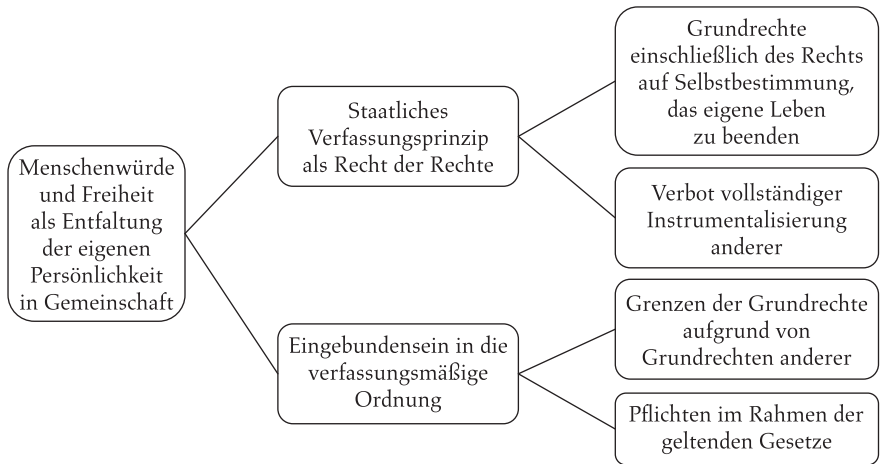 Menschenwürde
und Freiheit
als Entfaltung
der eigenen
Persönlichkeit
in Gemeinschaft
Staatliches
Verfassungsprinzip
als Recht der Rechte
Eingebundensein in die
verfassungsmäßige
Ordnung
Grundrechte
einschließlich des Rechts
auf Selbstbestimmung,
das eigene Leben
zu beenden
Verbot vollständiger
Instrumentalisierung
anderer
Grenzen der Grundrechte
aufgrund von
Grundrechten anderer
Pflichten im Rahmen der
geltenden Gesetze